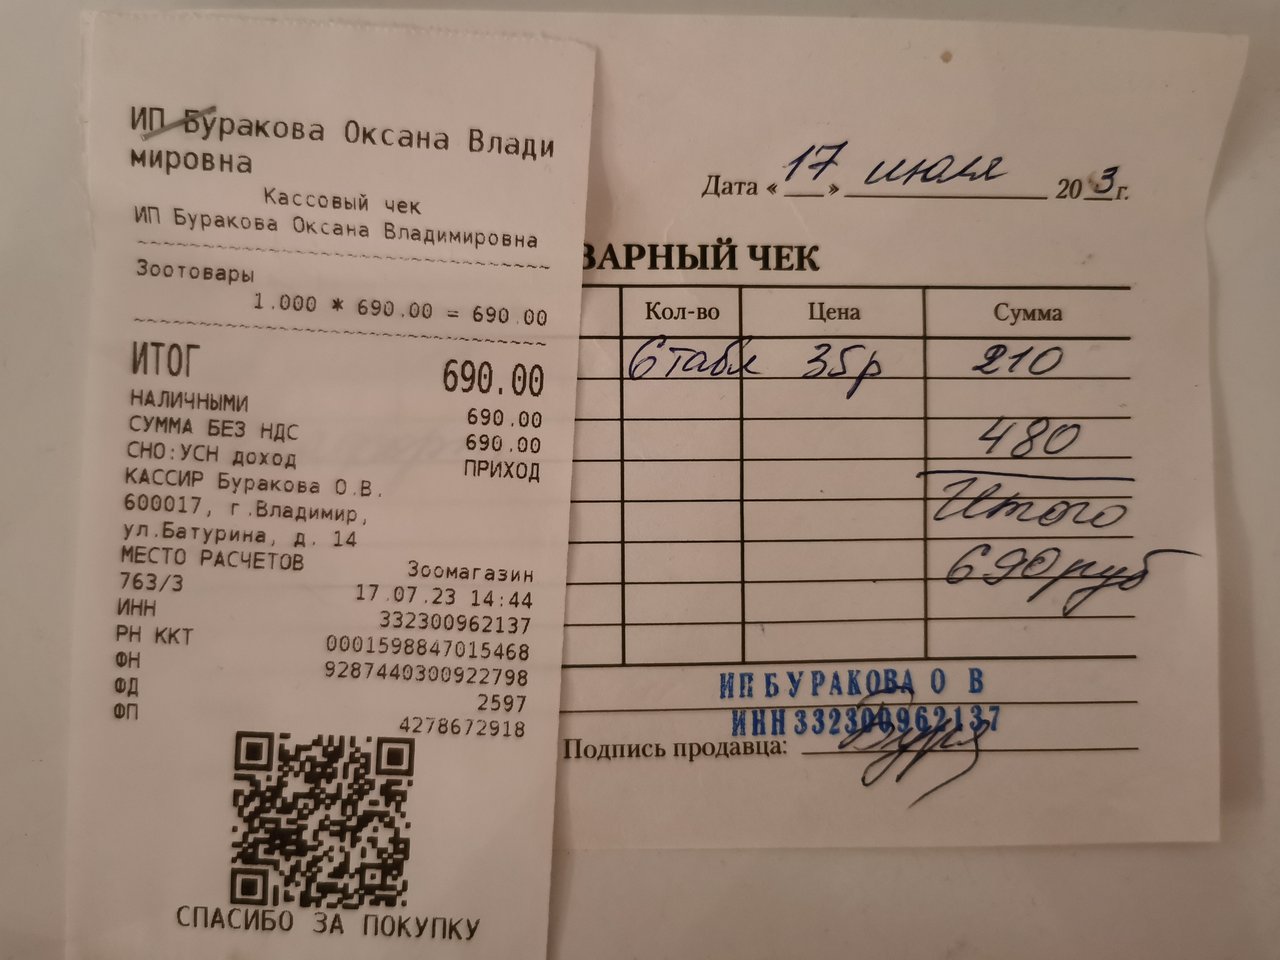 ИП Буракова Оксана Влади
мировна
Кассовый чек
ИП Буракова Оксана Владимировна
Зоотовары
1.000 * 690.00 = 690.00
ИТОГ 690.00
НАЛИЧНЫМИ 690.00
СУММА БЕЗ НДС 690.00
СНО:УСН доход ПРИХОД
КАССИР Буракова О.В.
600017, г.Владимир,
ул.Батурина, д. 14
МЕСТО РАСЧЕТОВ Зоомагазин
763/3 17.07.23 14:44
ИНН 332300962137
РН ККТ 0001598847015468
ФН 9287440300922798
ФД 2597
ФП 4278672918
СПАСИБО ЗА ПОКУПКУ
Дата «17» июля 2023г.
ВАРНЫЙ ЧЕК
Кол-во Цена Сумма
6 табл 35р 210
480
Итого
690 руб
ИП БУРАКОВА О В
ИНН 332300962137
Подпись продавца: